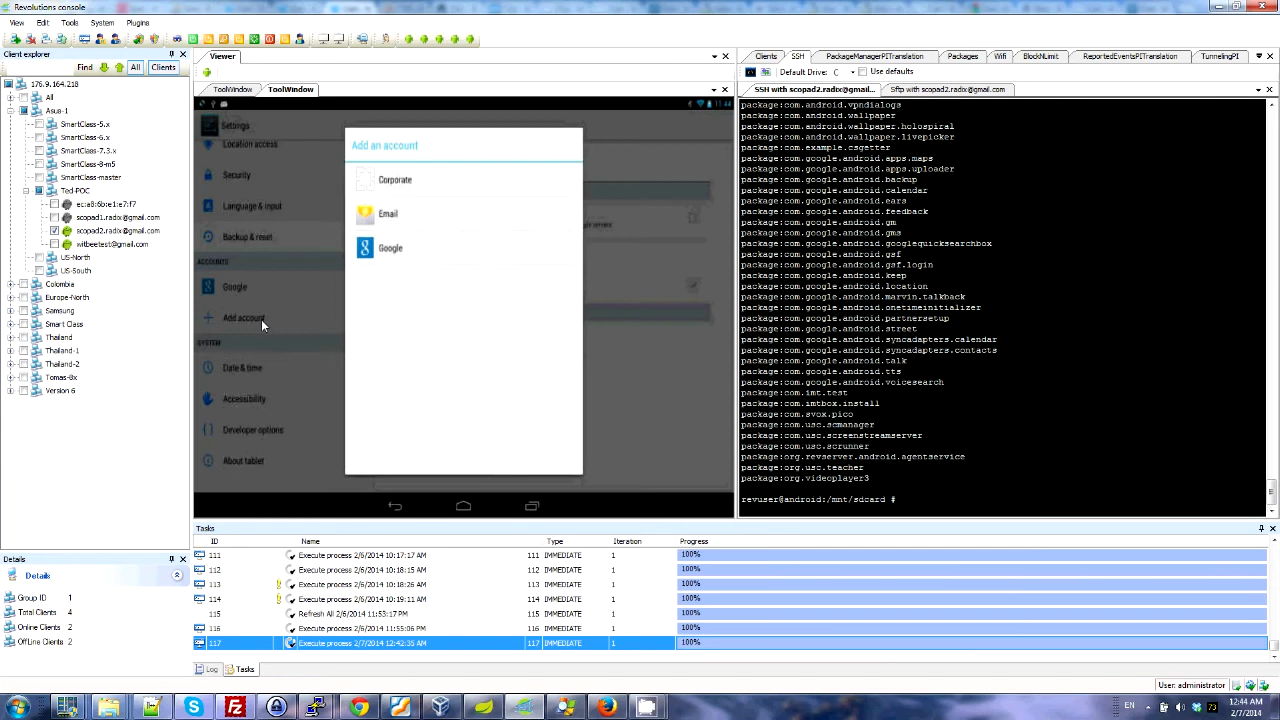 Revolutions console
View Edit Tools System Plugins
Client explorer
Find All Clients
176.9.164.218
All
Asus-1
SmartClass-5.x
SmartClass-6.x
SmartClass-7.3.x
SmartClass-8-m5
SmartClass-master
Ted-POC
ec:a8:6b:e1:e7:f7
scopad1.radix@gmail.com
scopad2.radix@gmail.com
witbeetest@gmail.com
US-North
US-South
Colombia
Europe-North
Samsung
Smart Class
Thailand
Thailand-1
Thailand-2
Tomas-8x
Version 6
Details
Details
Group ID 1
Total Clients 4
Online Clients 2
OffLine Clients 2
Viewer
ToolWindow ToolWindow
11:44
Settings
Location access
Security
Language & input
Backup & reset
ACCOUNTS
Google
Add account
SYSTEM
Date & time
Accessibility
Developer options
About tablet
Add an account
Corporate
Email
Google
Clients SSH PackageManagerPITranslation Packages Wifi BlockNLimit ReportedEventsPITranslation TunnelingPI
Default Drive: C Use defaults
SSH with scopad2.radix@gmail... Sftp with scopad2.radix@gmail.com
package:com.android.vpndialogs
package:com.android.wallpaper
package:com.android.wallpaper.holospiral
package:com.android.wallpaper.livepicker
package:com.example.csgetter
package:com.google.android.apps.maps
package:com.google.android.apps.uploader
package:com.google.android.backup
package:com.google.android.calendar
package:com.google.android.ears
package:com.google.android.feedback
package:com.google.android.gm
package:com.google.android.gms
package:com.google.android.googlequicksearchbox
package:com.google.android.gsf
package:com.google.android.gsf.login
package:com.google.android.keep
package:com.google.android.location
package:com.google.android.marvin.talkback
package:com.google.android.onetimeinitializer
package:com.google.android.partnersetup
package:com.google.android.street
package:com.google.android.syncadapters.calendar
package:com.google.android.syncadapters.contacts
package:com.google.android.talk
package:com.google.android.tts
package:com.google.android.voicesearch
package:com.imt.test
package:com.imtbox.install
package:com.svox.pico
package:com.usc.scmanager
package:com.usc.screenstreamserver
package:com.usc.scrunner
package:org.revserver.android.agentservice
package:org.usc.teacher
package:org.videoplayer3
revuser@android:/mnt/sdcard #
Tasks
ID Name Type Iteration Progress
111 Execute process 2/6/2014 10:17:17 AM 111 IMMEDIATE 1 100%
112 Execute process 2/6/2014 10:18:15 AM 112 IMMEDIATE 1 100%
113 Execute process 2/6/2014 10:18:26 AM 113 IMMEDIATE 1 100%
114 Execute process 2/6/2014 10:19:11 AM 114 IMMEDIATE 1 100%
115 Refresh All 2/6/2014 11:53:17 PM 115 IMMEDIATE 1 100%
116 Execute process 2/6/2014 11:55:06 PM 116 IMMEDIATE 1 100%
117 Execute process 2/7/2014 12:42:35 AM 117 IMMEDIATE 1 100%
Log Tasks
User: administrator
EN 73 12:44 AM
2/7/2014